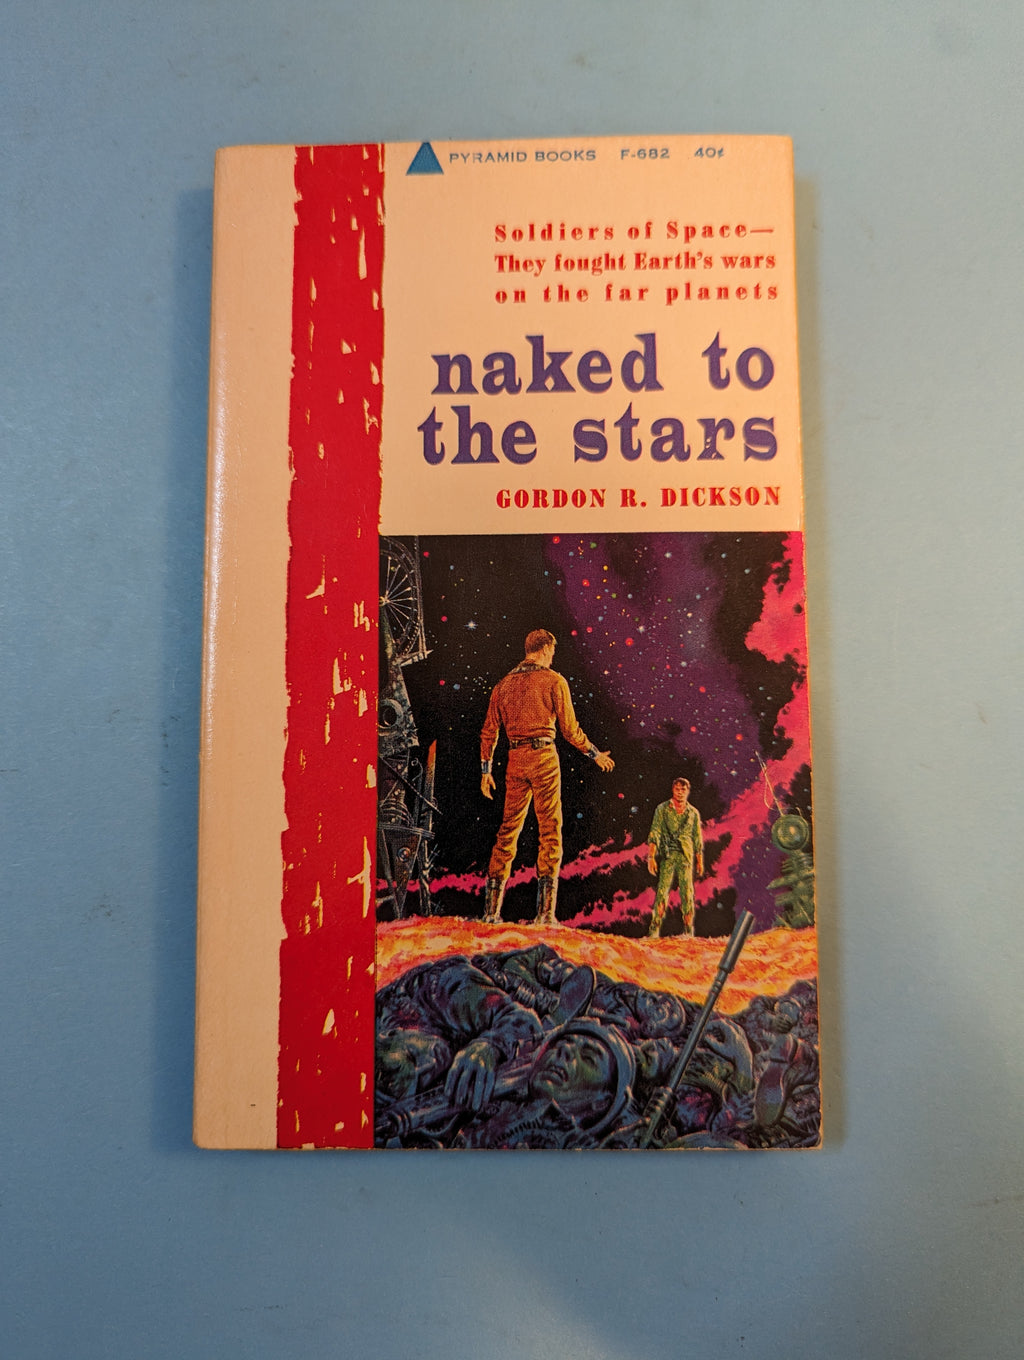 PYRAMID BOOKS F-682 40¢
Soldiers of Space—
They fought Earth's wars
on the far planets
naked to
the stars
GORDON R. DICKSON